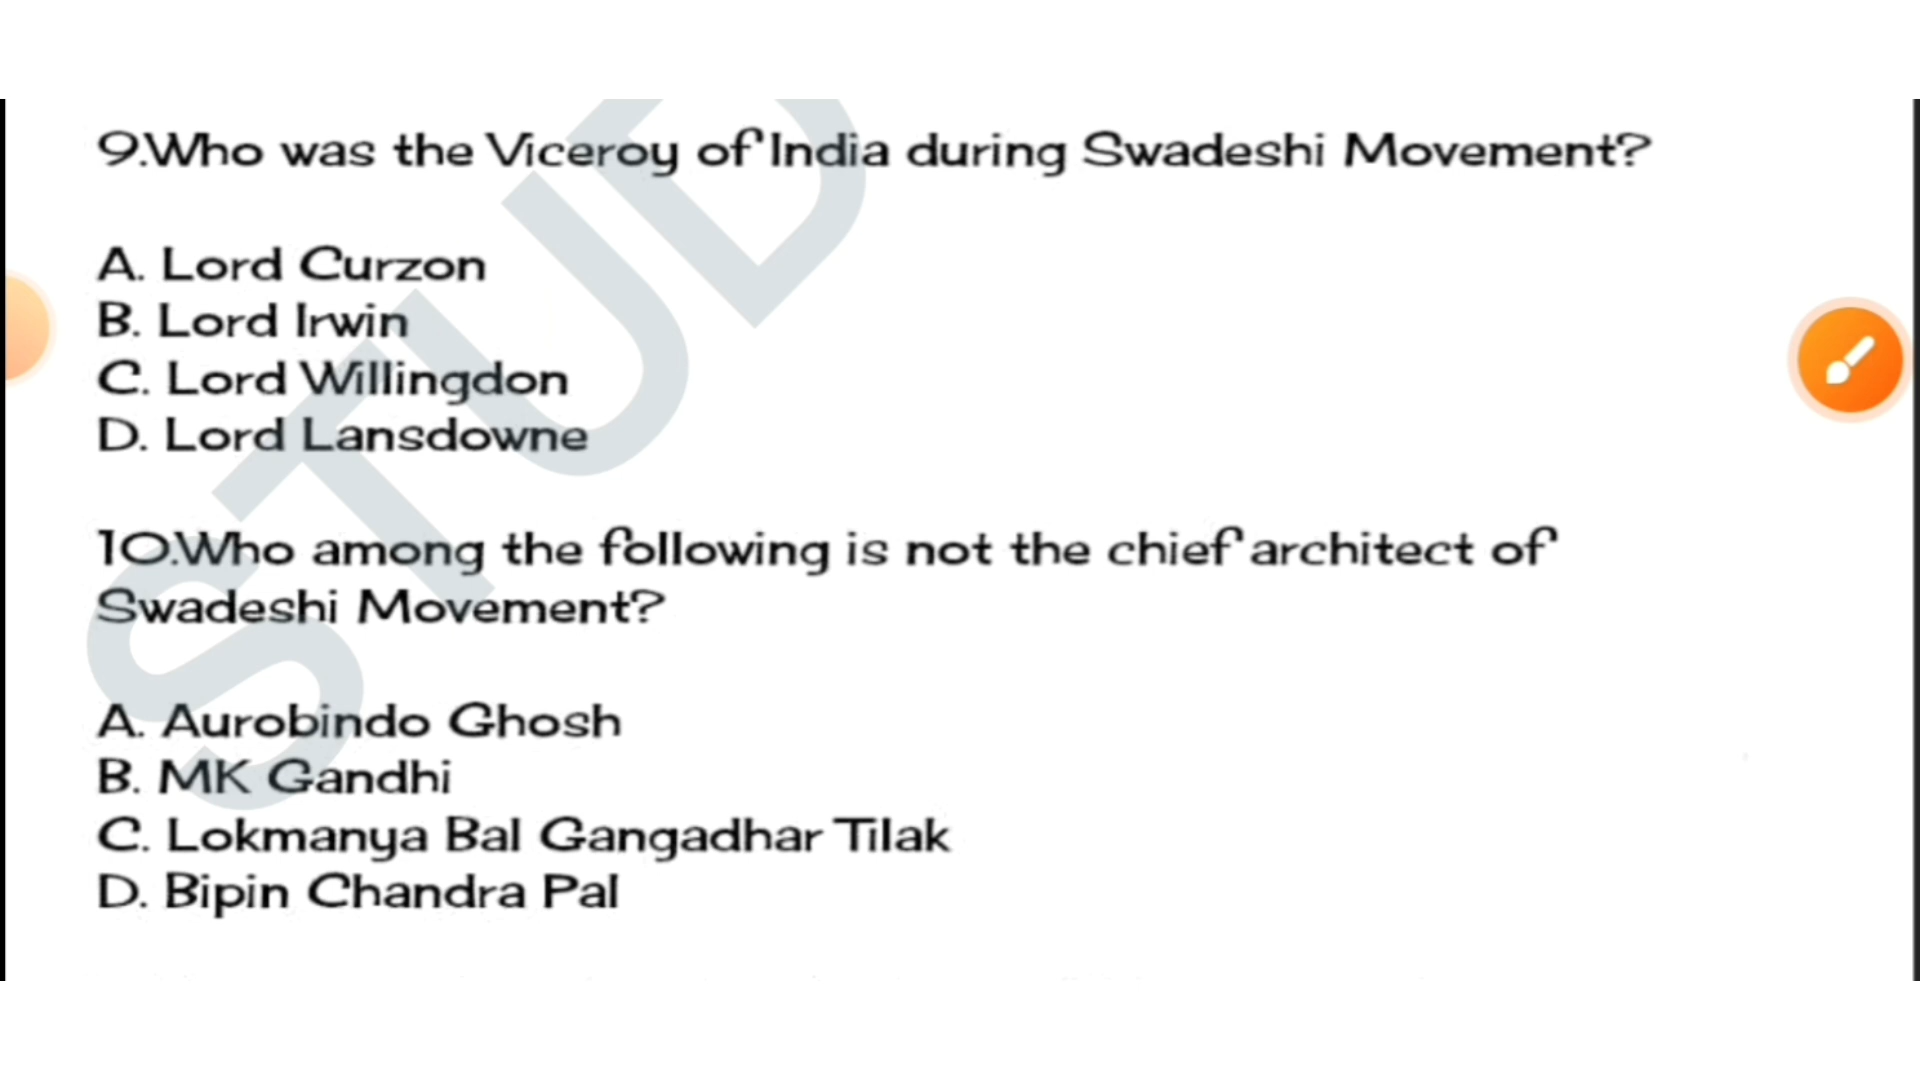 9.Who was the Viceroy of India during Swadeshi Movement?
A. Lord Curzon
B. Lord Irwin
C. Lord Willingdon
D. Lord Lansdowne
10.Who among the following is not the chief architect of
Swadeshi Movement?
A. Aurobindo Ghosh
B. MK Gandhi
C. Lokmanya Bal Gangadhar Tilak
D. Bipin Chandra Pal
STUD